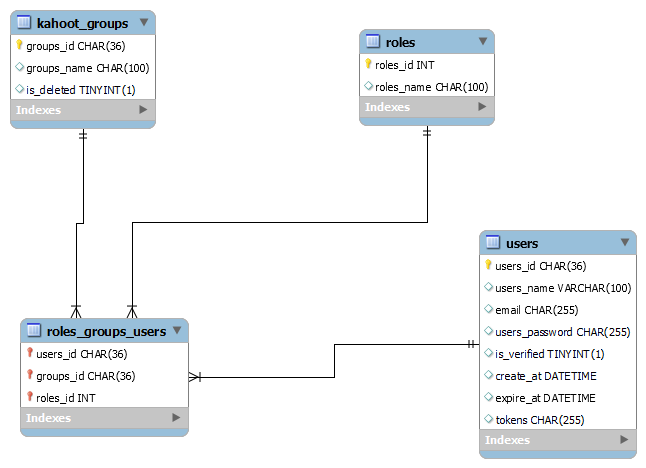 kahoot_groups
groups_id CHAR(36)
groups_name CHAR(100)
is_deleted TINYINT(1)
Indexes
roles
roles_id INT
roles_name CHAR(100)
Indexes
users
users_id CHAR(36)
users_name VARCHAR(100)
email CHAR(255)
users_password CHAR(255)
is_verified TINYINT(1)
create_at DATETIME
expire_at DATETIME
tokens CHAR(255)
Indexes
roles_groups_users
users_id CHAR(36)
groups_id CHAR(36)
roles_id INT
Indexes